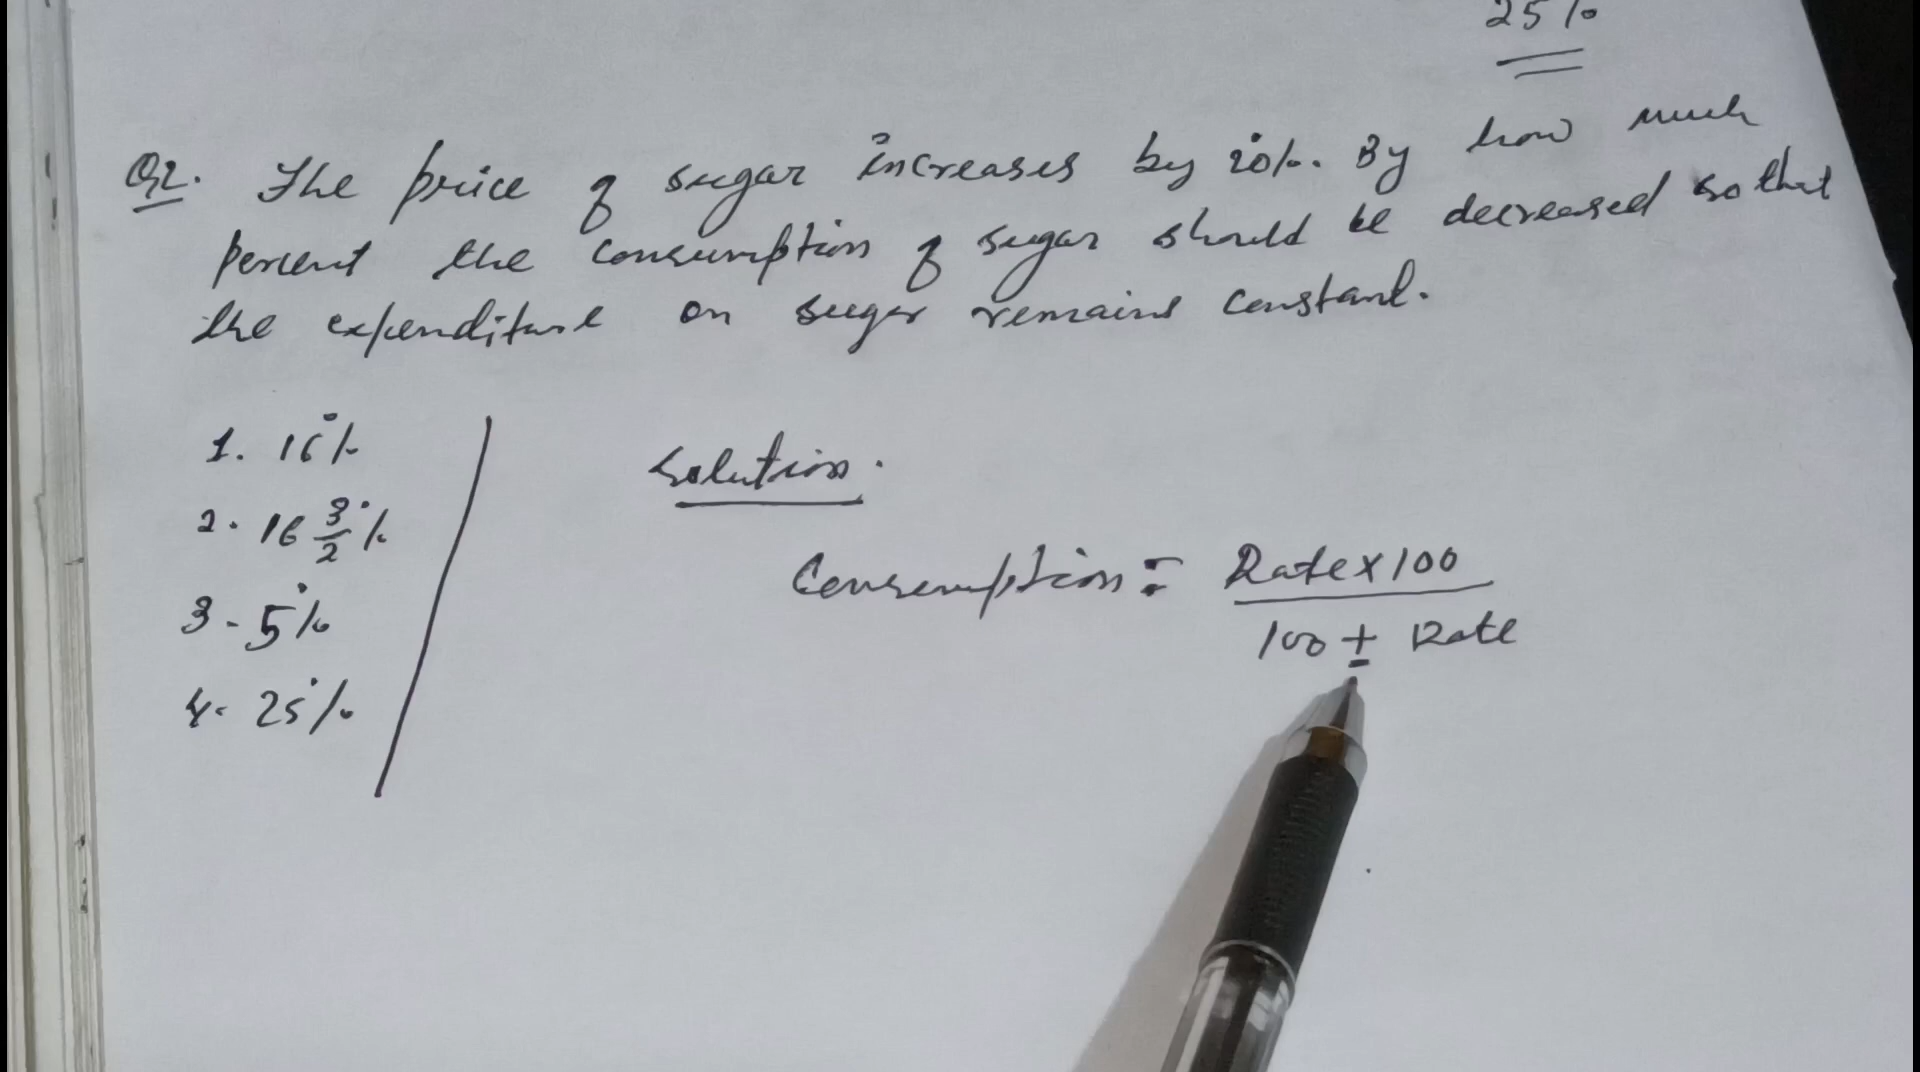 25%
Q2. The price of sugar increases by 20%. By how much
percent the consumption of sugar should be decreased so that
the expenditure on sugar remains constant.
1. 16%
2. 16 3/2 %
3. 5%
4. 25%
Solution.
Consumption = Rate x 100
100 ± Rate